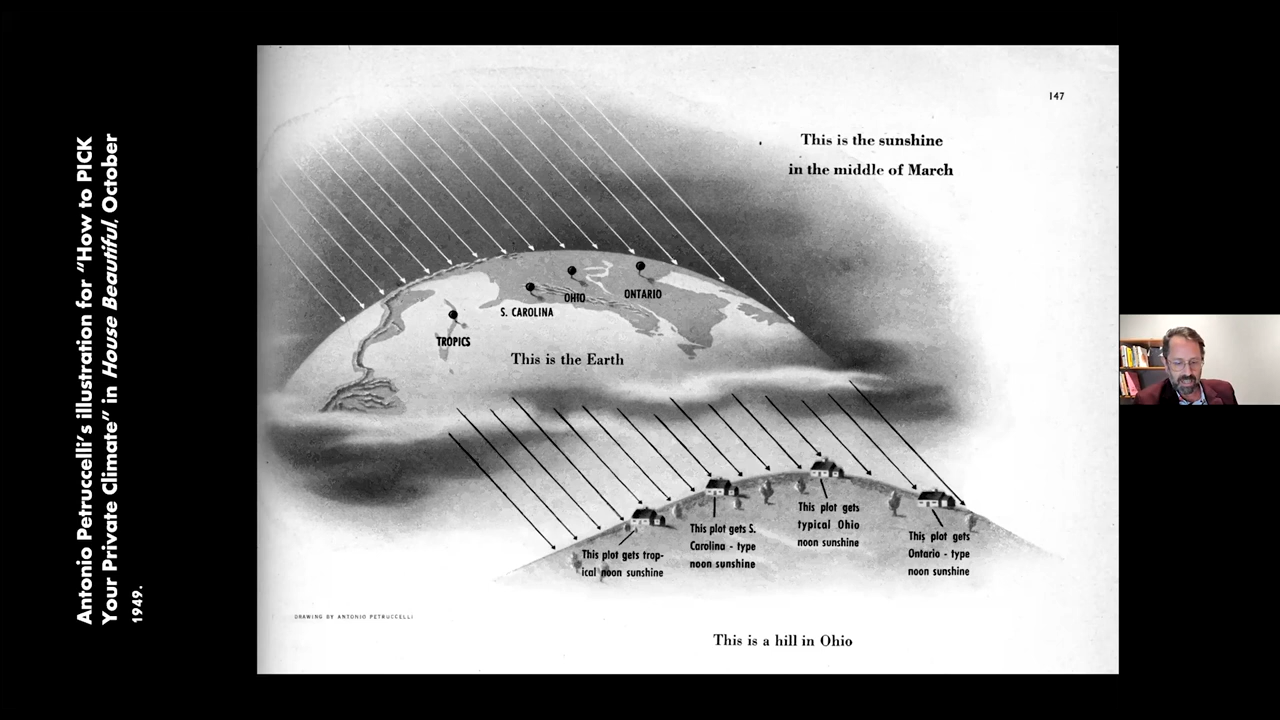 Antonio Petruccelli's illustration for "How to PICK
Your Private Climate" in House Beautiful, October
1949.
147
This is the sunshine
in the middle of March
ONTARIO
OHIO
S. CAROLINA
TROPICS
This is the Earth
This plot gets trop-
ical noon sunshine
This plot gets S.
Carolina - type
noon sunshine
This plot gets
typical Ohio
noon sunshine
This plot gets
Ontario - type
noon sunshine
DRAWING BY ANTONIO PETRUCCELLI
This is a hill in Ohio